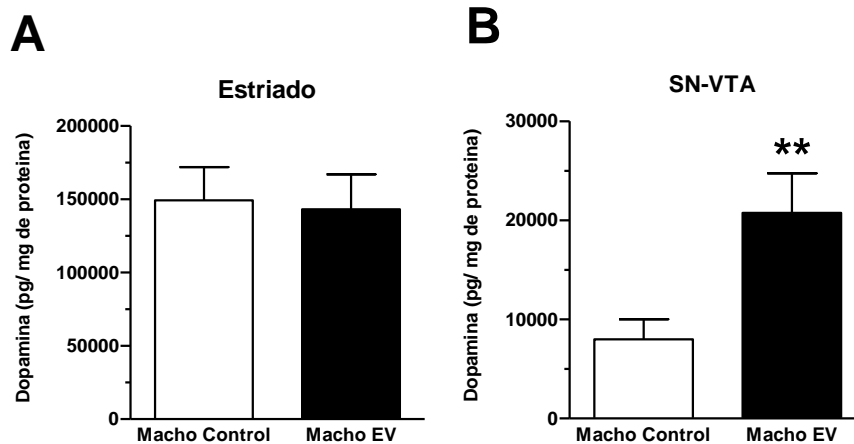 A
Estriado
Dopamina (pg/ mg de proteina)
200000
150000
100000
50000
0
Macho Control
Macho EV
B
SN-VTA
Dopamina (pg/ mg de proteina)
30000
20000
10000
0
**
Macho Control
Macho EV